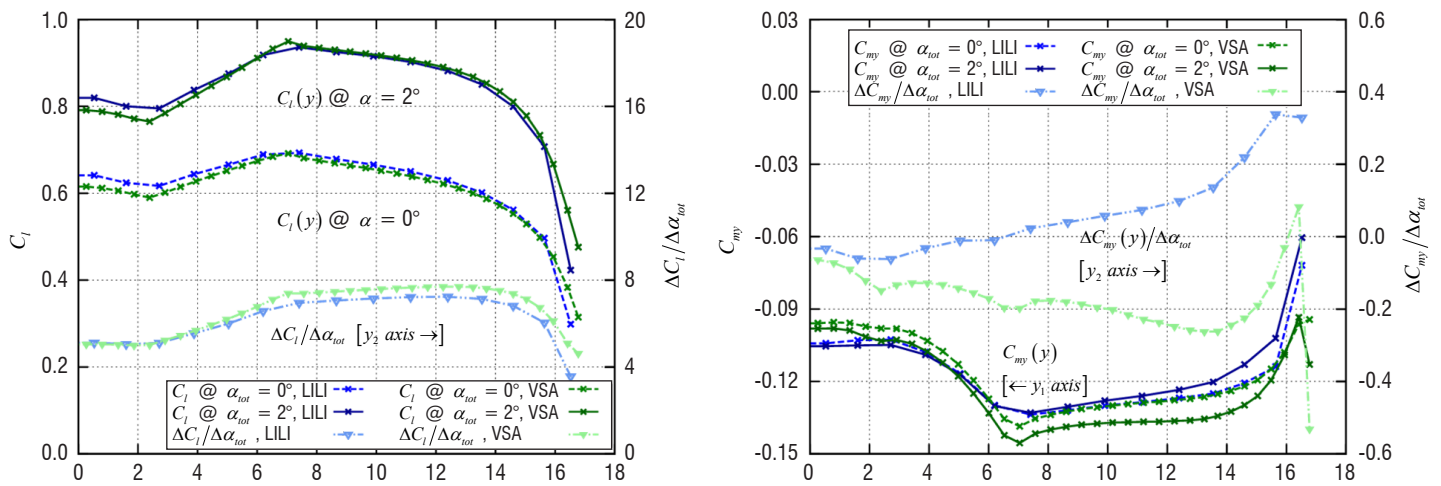 1.0
0.8
0.6
0.4
0.2
0.0
C_l
C_l(y) @ α = 2°
C_l(y) @ α = 0°
ΔC_l/Δα_tot [y_2 axis→]
C_l @ α_tot = 0°, LILI
C_l @ α_tot = 2°, LILI
ΔC_l/Δα_tot , LILI
C_l @ α_tot = 0°, VSA
C_l @ α_tot = 2°, VSA
ΔC_l/Δα_tot , VSA
0 2 4 6 8 10 12 14 16 18
20
16
12
8
4
0
ΔC_l/Δα_tot
-0.03
0.00
-0.03
-0.06
-0.09
-0.12
-0.15
C_my
C_my @ α_tot = 0°, LILI
C_my @ α_tot = 2°, LILI
ΔC_my/Δα_tot , LILI
C_my @ α_tot = 0°, VSA
C_my @ α_tot = 2°, VSA
ΔC_my/Δα_tot , VSA
ΔC_my(y)/Δα_tot
[y_2 axis→]
C_my(y)
[← y_1 axis]
0 2 4 6 8 10 12 14 16 18
0.6
0.4
0.2
0.0
-0.2
-0.4
-0.6
ΔC_my/Δα_tot